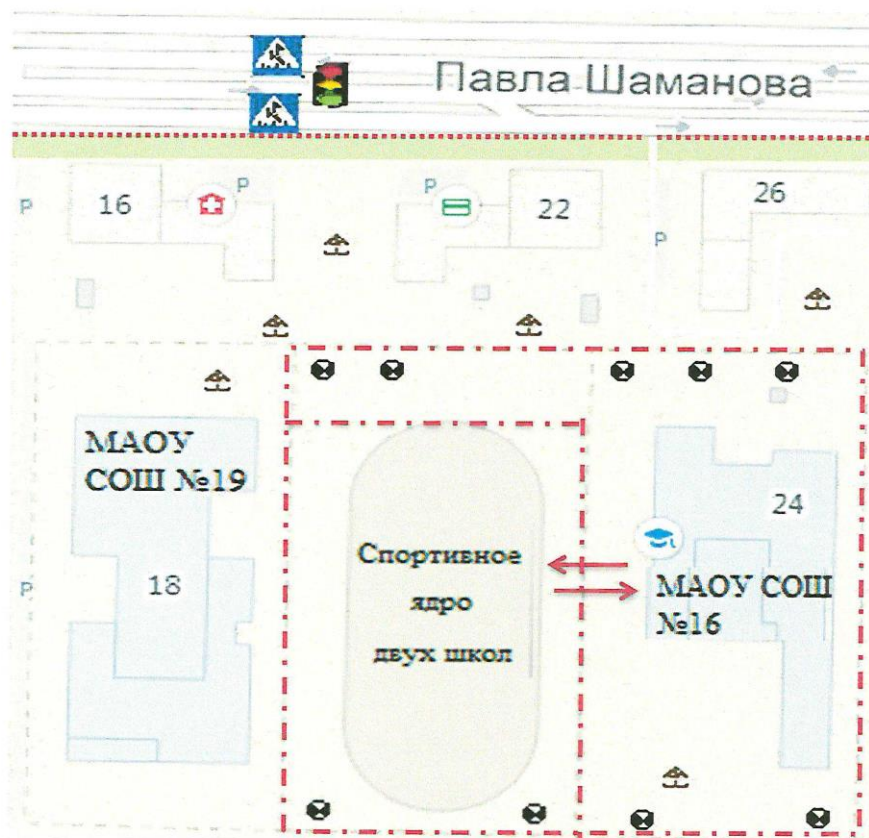 Павла Шаманова
16
P
P
P
22
26
P
МАОУ
СОШ №19
24
Спортивное
ядро
двух школ
МАОУ СОШ
№16
P
18